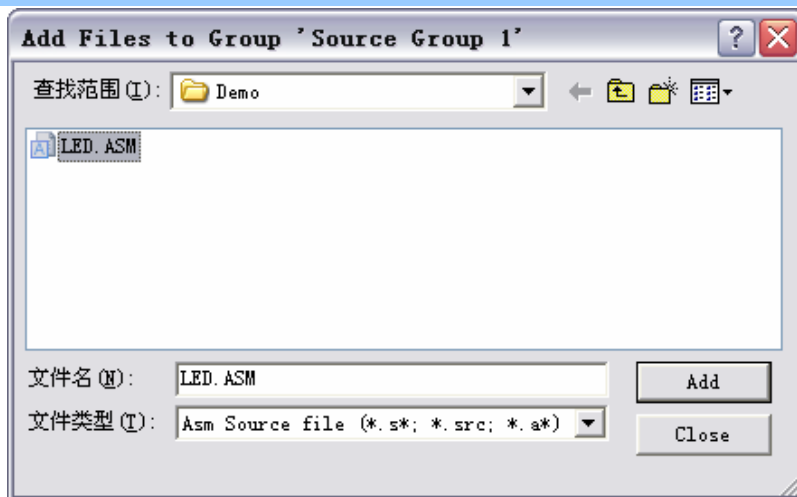 Add Files to Group 'Source Group 1'
查找范围(I): Demo
LED.ASM
文件名(N): LED.ASM Add
文件类型(T): Asm Source file (*.s*; *.src; *.a*) Close